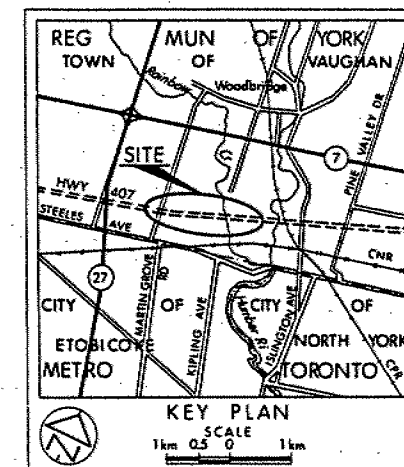 REG MUN OF YORK
TOWN OF VAUGHAN
Rainbow
Woodbridge
PINE VALLEY DR
7
SITE
HWY 407
STEELES AVE
CNR
27
MARTIN GROVE RD
KIPLING AVE
Humber R
ISLINGTON AVE
CITY OF CITY OF
ETOBICOKE NORTH YORK
METRO TORONTO
CPR
KEY PLAN
SCALE
1km 0.5 0 1km
N